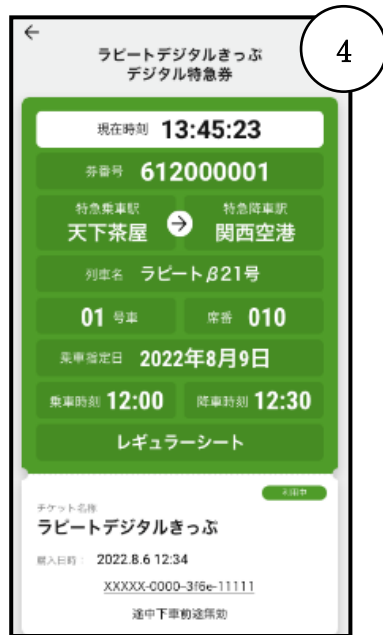 ←
4
ラピートデジタルきっぷ
デジタル特急券
現在時刻 13:45:23
券番号 612000001
特急乗車駅 特急降車駅
天下茶屋 → 関西空港
列車名 ラピートβ21号
01 号車 席番 010
乗車指定日 2022年8月9日
乗車時刻 12:00 降車時刻 12:30
レギュラーシート
利用中
チケット名称
ラピートデジタルきっぷ
購入日時： 2022.8.6 12:34
XXXXX-0000-3f6e-11111
途中下車前途無効